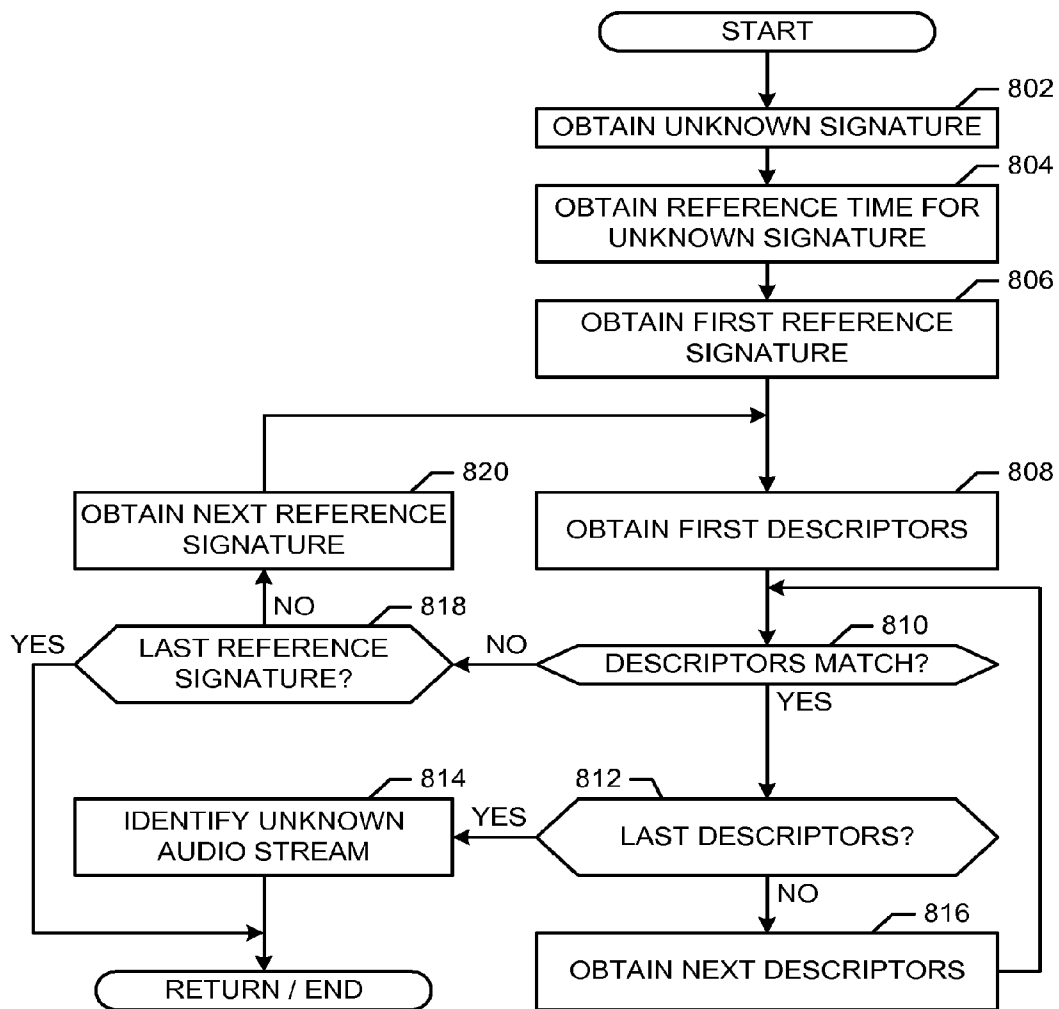 START
802
OBTAIN UNKNOWN SIGNATURE
804
OBTAIN REFERENCE TIME FOR
UNKNOWN SIGNATURE
806
OBTAIN FIRST REFERENCE
SIGNATURE
820
OBTAIN NEXT REFERENCE
SIGNATURE
808
OBTAIN FIRST DESCRIPTORS
NO
818
YES
LAST REFERENCE
SIGNATURE?
NO
810
DESCRIPTORS MATCH?
YES
814
IDENTIFY UNKNOWN
AUDIO STREAM
YES
812
LAST DESCRIPTORS?
NO
816
OBTAIN NEXT DESCRIPTORS
RETURN / END